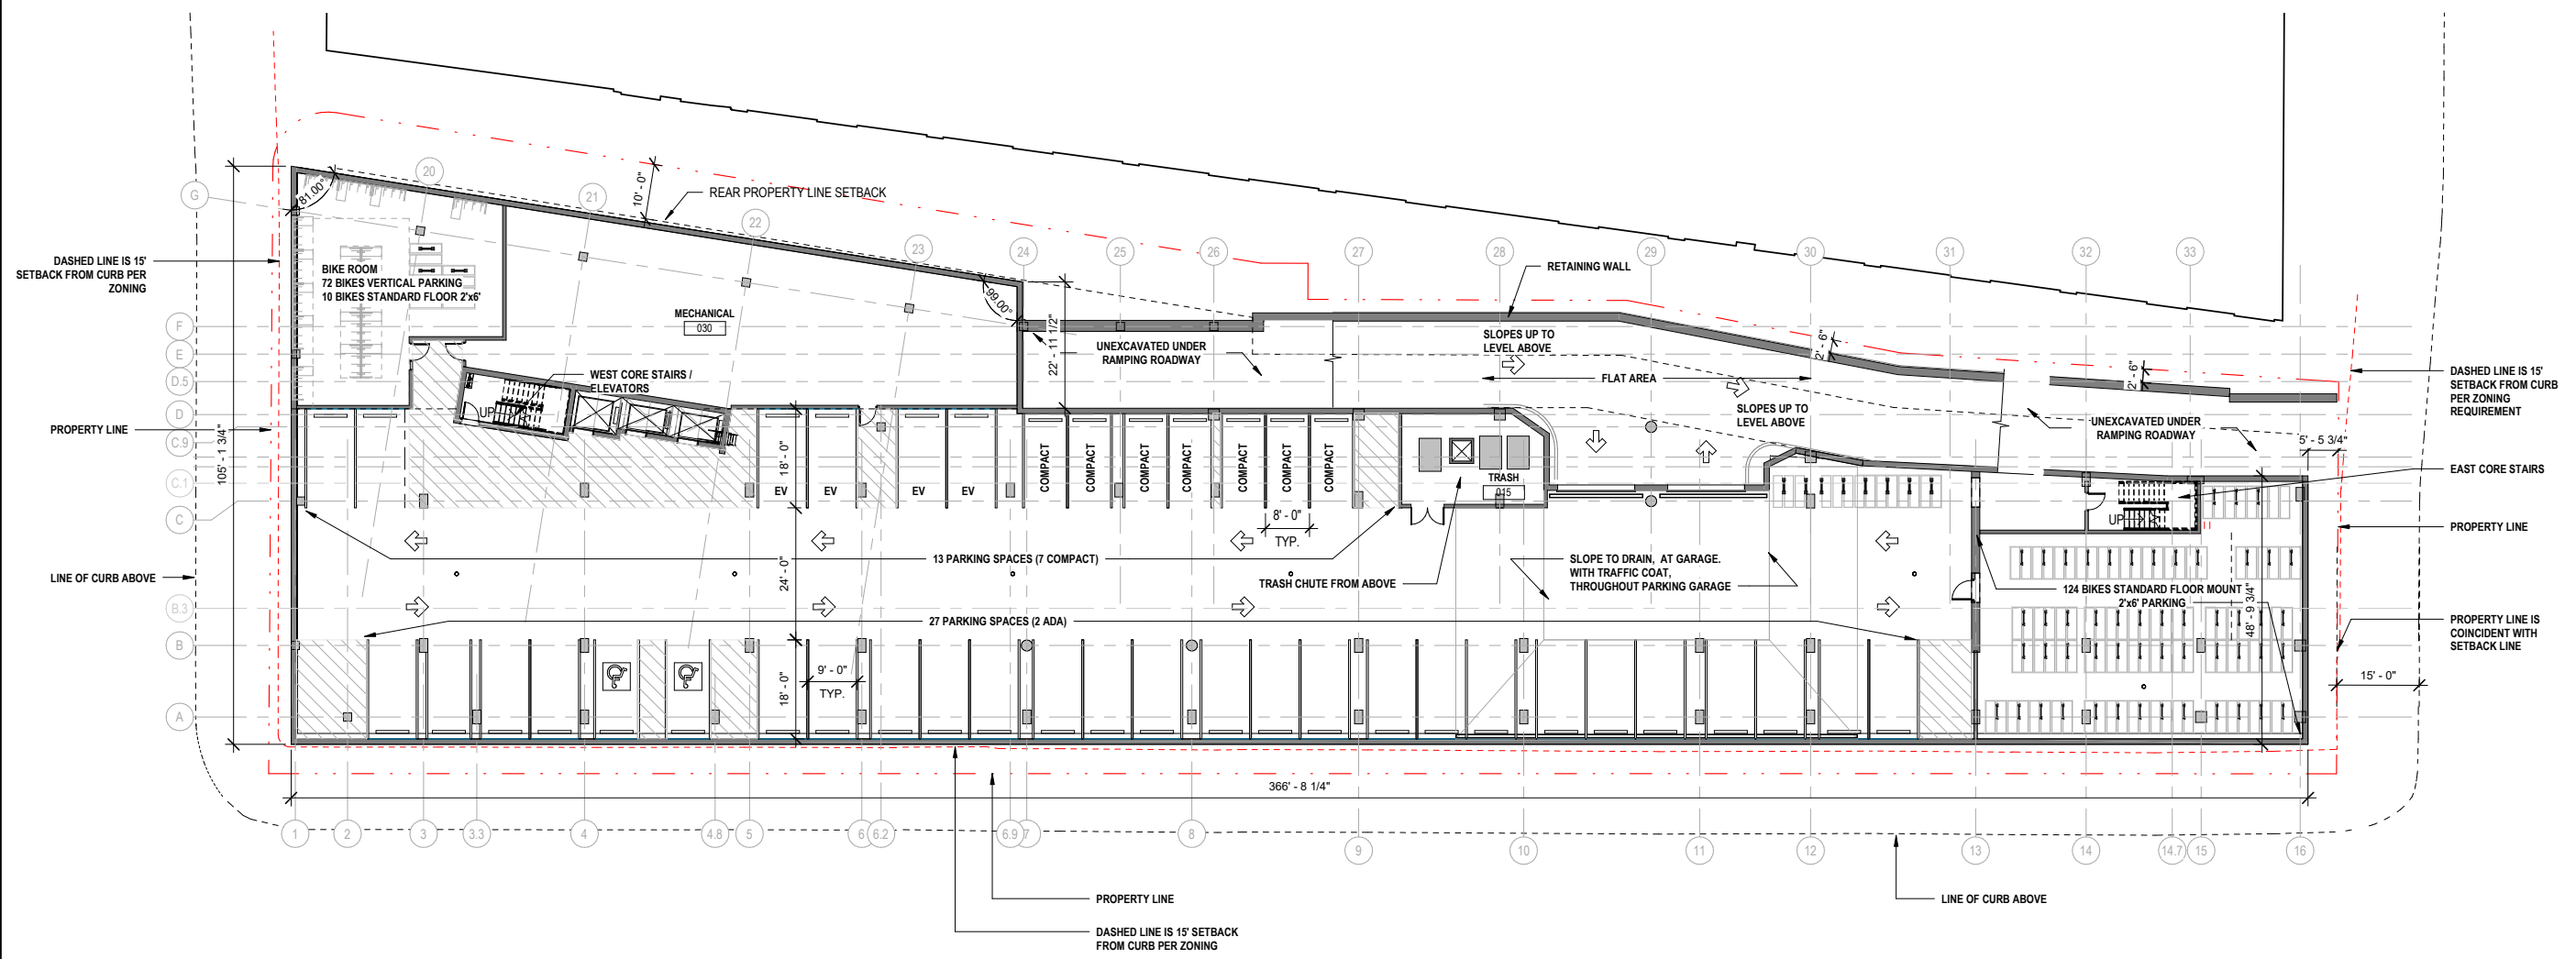 20
21
22
23
24
25
26
27
28
29
30
31
32
33
G
F
E
D.5
D
C.9
C.1
C
B.3
B
A
81.00°
10' - 0"
REAR PROPERTY LINE SETBACK
DASHED LINE IS 15'
SETBACK FROM CURB PER
ZONING
BIKE ROOM
72 BIKES VERTICAL PARKING
10 BIKES STANDARD FLOOR 2'x6'
MECHANICAL
030
99.00°
22' - 11 1/2"
RETAINING WALL
UNEXCAVATED UNDER
RAMPING ROADWAY
SLOPES UP TO
LEVEL ABOVE
FLAT AREA
2' - 6"
2' - 6"
SLOPES UP TO
LEVEL ABOVE
UNEXCAVATED UNDER
RAMPING ROADWAY
DASHED LINE IS 15'
SETBACK FROM CURB
PER ZONING
REQUIREMENT
5' - 5 3/4"
WEST CORE STAIRS /
ELEVATORS
UP
PROPERTY LINE
105' - 1 3/4"
18' - 0"
EV
EV
EV
EV
COMPACT
COMPACT
COMPACT
COMPACT
COMPACT
COMPACT
COMPACT
8' - 0"
TYP.
TRASH
015
EAST CORE STAIRS
UP
PROPERTY LINE
LINE OF CURB ABOVE
24' - 0"
13 PARKING SPACES (7 COMPACT)
TRASH CHUTE FROM ABOVE
SLOPE TO DRAIN, AT GARAGE.
WITH TRAFFIC COAT,
THROUGHOUT PARKING GARAGE
124 BIKES STANDARD FLOOR MOUNT
2'x6' PARKING
48' - 9 3/4"
27 PARKING SPACES (2 ADA)
PROPERTY LINE IS
COINCIDENT WITH
SETBACK LINE
18' - 0"
9' - 0"
TYP.
15' - 0"
366' - 8 1/4"
1
2
3
3.3
4
4.8
5
6
6.2
6.9
7
8
9
10
11
12
13
14
14.7
15
16
PROPERTY LINE
LINE OF CURB ABOVE
DASHED LINE IS 15' SETBACK
FROM CURB PER ZONING